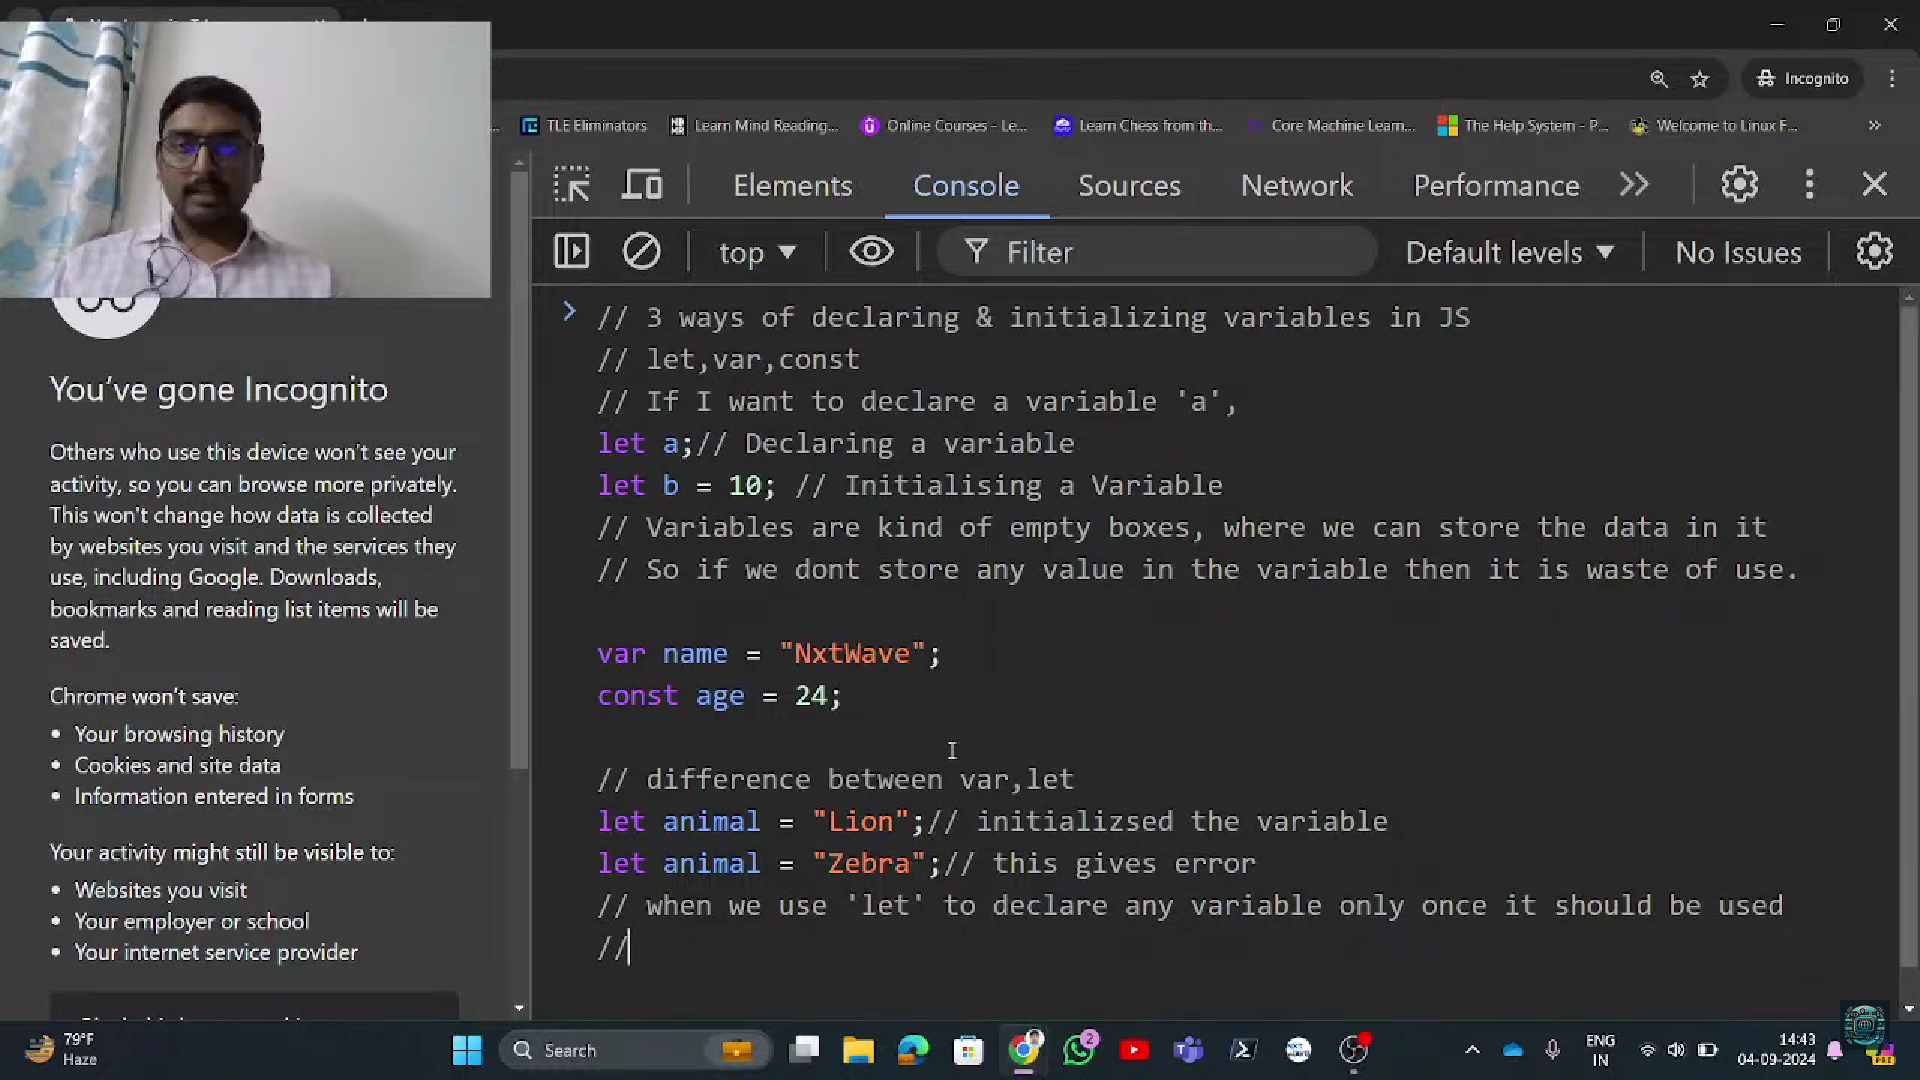 Incognito
TLE Eliminators
Learn Mind Reading...
Online Courses - Le...
Learn Chess from th...
Core Machine Learn...
The Help System - P...
Welcome to Linux F...
Elements
Console
Sources
Network
Performance
top
Filter
Default levels
No Issues
// 3 ways of declaring & initializing variables in JS
// let,var,const
// If I want to declare a variable 'a',
let a;// Declaring a variable
let b = 10; // Initialising a Variable
// Variables are kind of empty boxes, where we can store the data in it
// So if we dont store any value in the variable then it is waste of use.
var name = "NxtWave";
const age = 24;
// difference between var,let
let animal = "Lion";// initializsed the variable
let animal = "Zebra";// this gives error
// when we use 'let' to declare any variable only once it should be used
//
You've gone Incognito
Others who use this device won't see your
activity, so you can browse more privately.
This won't change how data is collected
by websites you visit and the services they
use, including Google. Downloads,
bookmarks and reading list items will be
saved.
Chrome won't save:
• Your browsing history
• Cookies and site data
• Information entered in forms
Your activity might still be visible to:
• Websites you visit
• Your employer or school
• Your internet service provider
79°F
Haze
Search
2
ENG
IN
14:43
04-09-2024